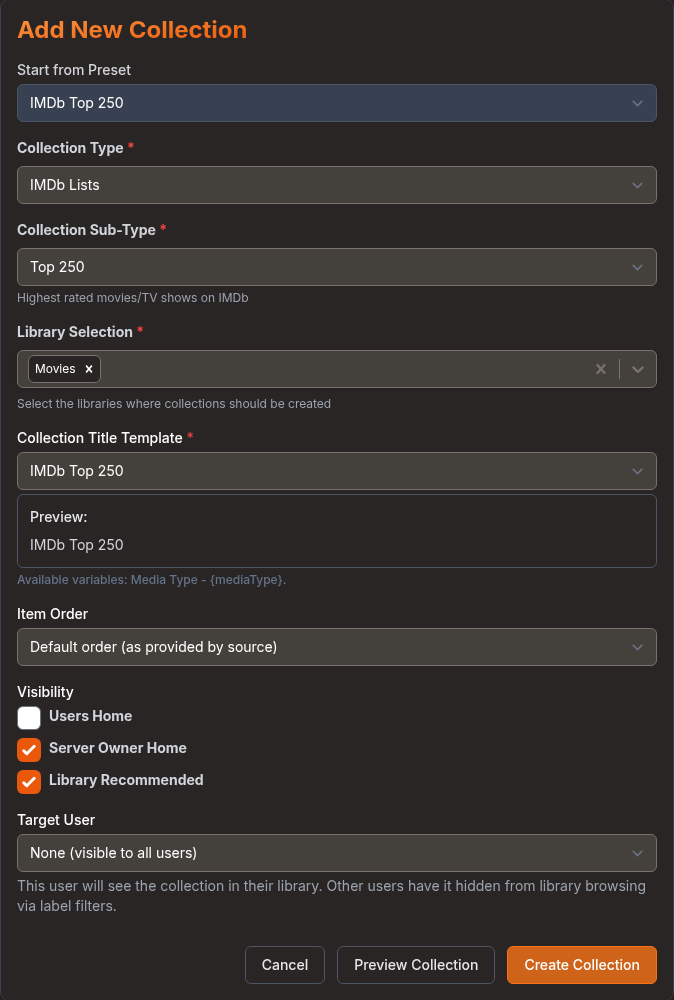 Add New Collection
Start from Preset
IMDb Top 250
Collection Type *
IMDb Lists
Collection Sub-Type *
Top 250
Highest rated movies/TV shows on IMDb
Library Selection *
Movies
Select the libraries where collections should be created
Collection Title Template *
IMDb Top 250
Preview:
IMDb Top 250
Available variables: Media Type - {mediaType}.
Item Order
Default order (as provided by source)
Visibility
Users Home
Server Owner Home
Library Recommended
Target User
None (visible to all users)
This user will see the collection in their library. Other users have it hidden from library browsing
via label filters.
Cancel Preview Collection Create Collection